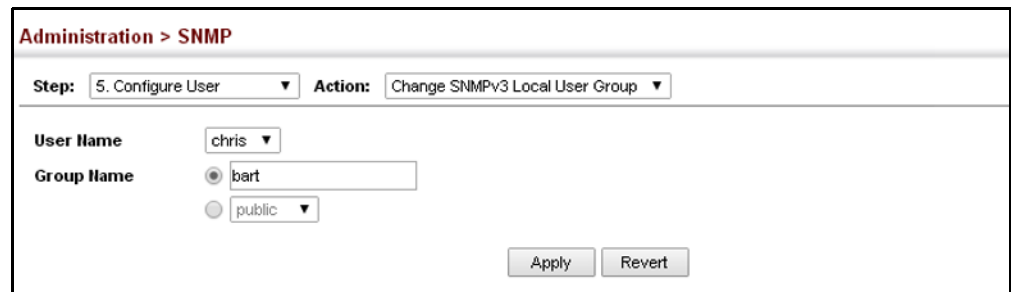 Administration > SNMP
Step: 5. Configure User Action: Change SNMPv3 Local User Group
User Name chris
Group Name bart
public
Apply Revert